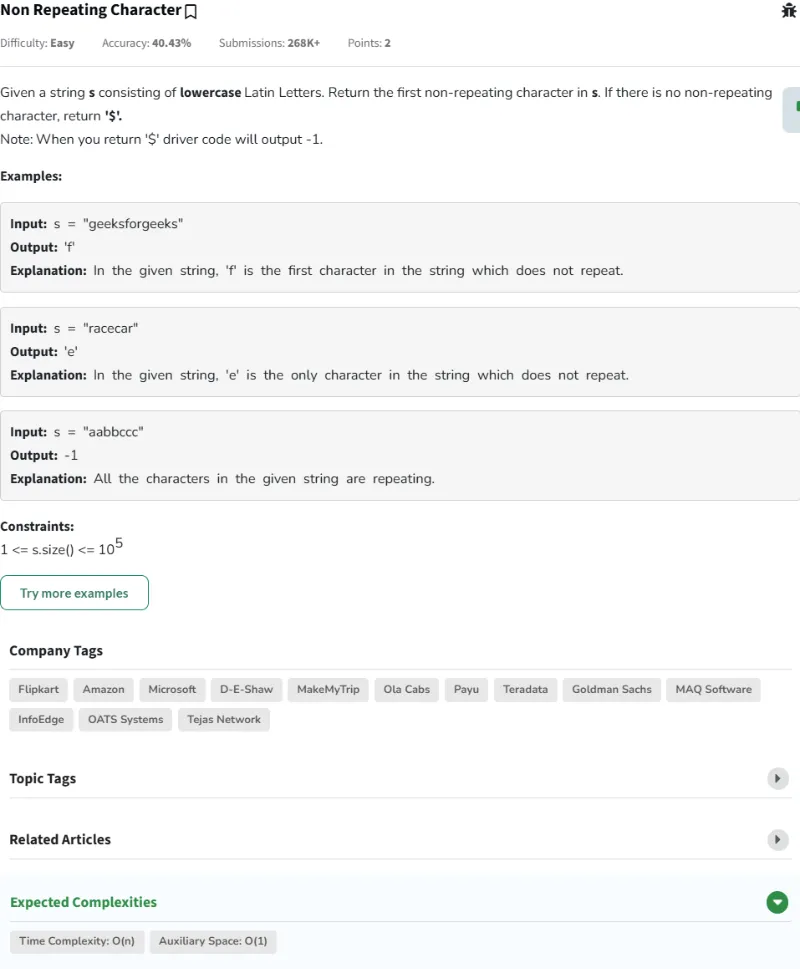 Non Repeating Character
Difficulty: Easy Accuracy: 40.43% Submissions: 268K+ Points: 2
Given a string s consisting of lowercase Latin Letters. Return the first non-repeating character in s. If there is no non-repeating
character, return '$'.
Note: When you return '$' driver code will output -1.
Examples:
Input: s = "geeksforgeeks"
Output: 'f'
Explanation: In the given string, 'f' is the first character in the string which does not repeat.
Input: s = "racecar"
Output: 'e'
Explanation: In the given string, 'e' is the only character in the string which does not repeat.
Input: s = "aabbccc"
Output: -1
Explanation: All the characters in the given string are repeating.
Constraints:
1 <= s.size() <= 10^5
Try more examples
Company Tags
Flipkart Amazon Microsoft D-E-Shaw MakeMyTrip Ola Cabs Payu Teradata Goldman Sachs MAQ Software
InfoEdge OATS Systems Tejas Network
Topic Tags
Related Articles
Expected Complexities
Time Complexity: O(n) Auxiliary Space: O(1)